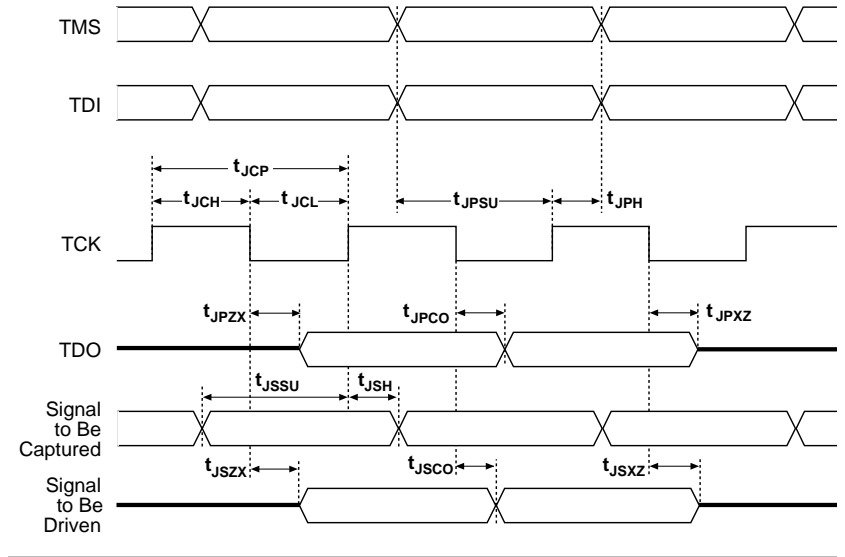 TMS
TDI
tJCP
tJCH
tJCL
tJPSU
tJPH
TCK
tJPZX
tJPCO
tJPXZ
TDO
tJSSU
tJSH
Signal
to Be
Captured
tJSZX
tJSCO
tJSXZ
Signal
to Be
Driven